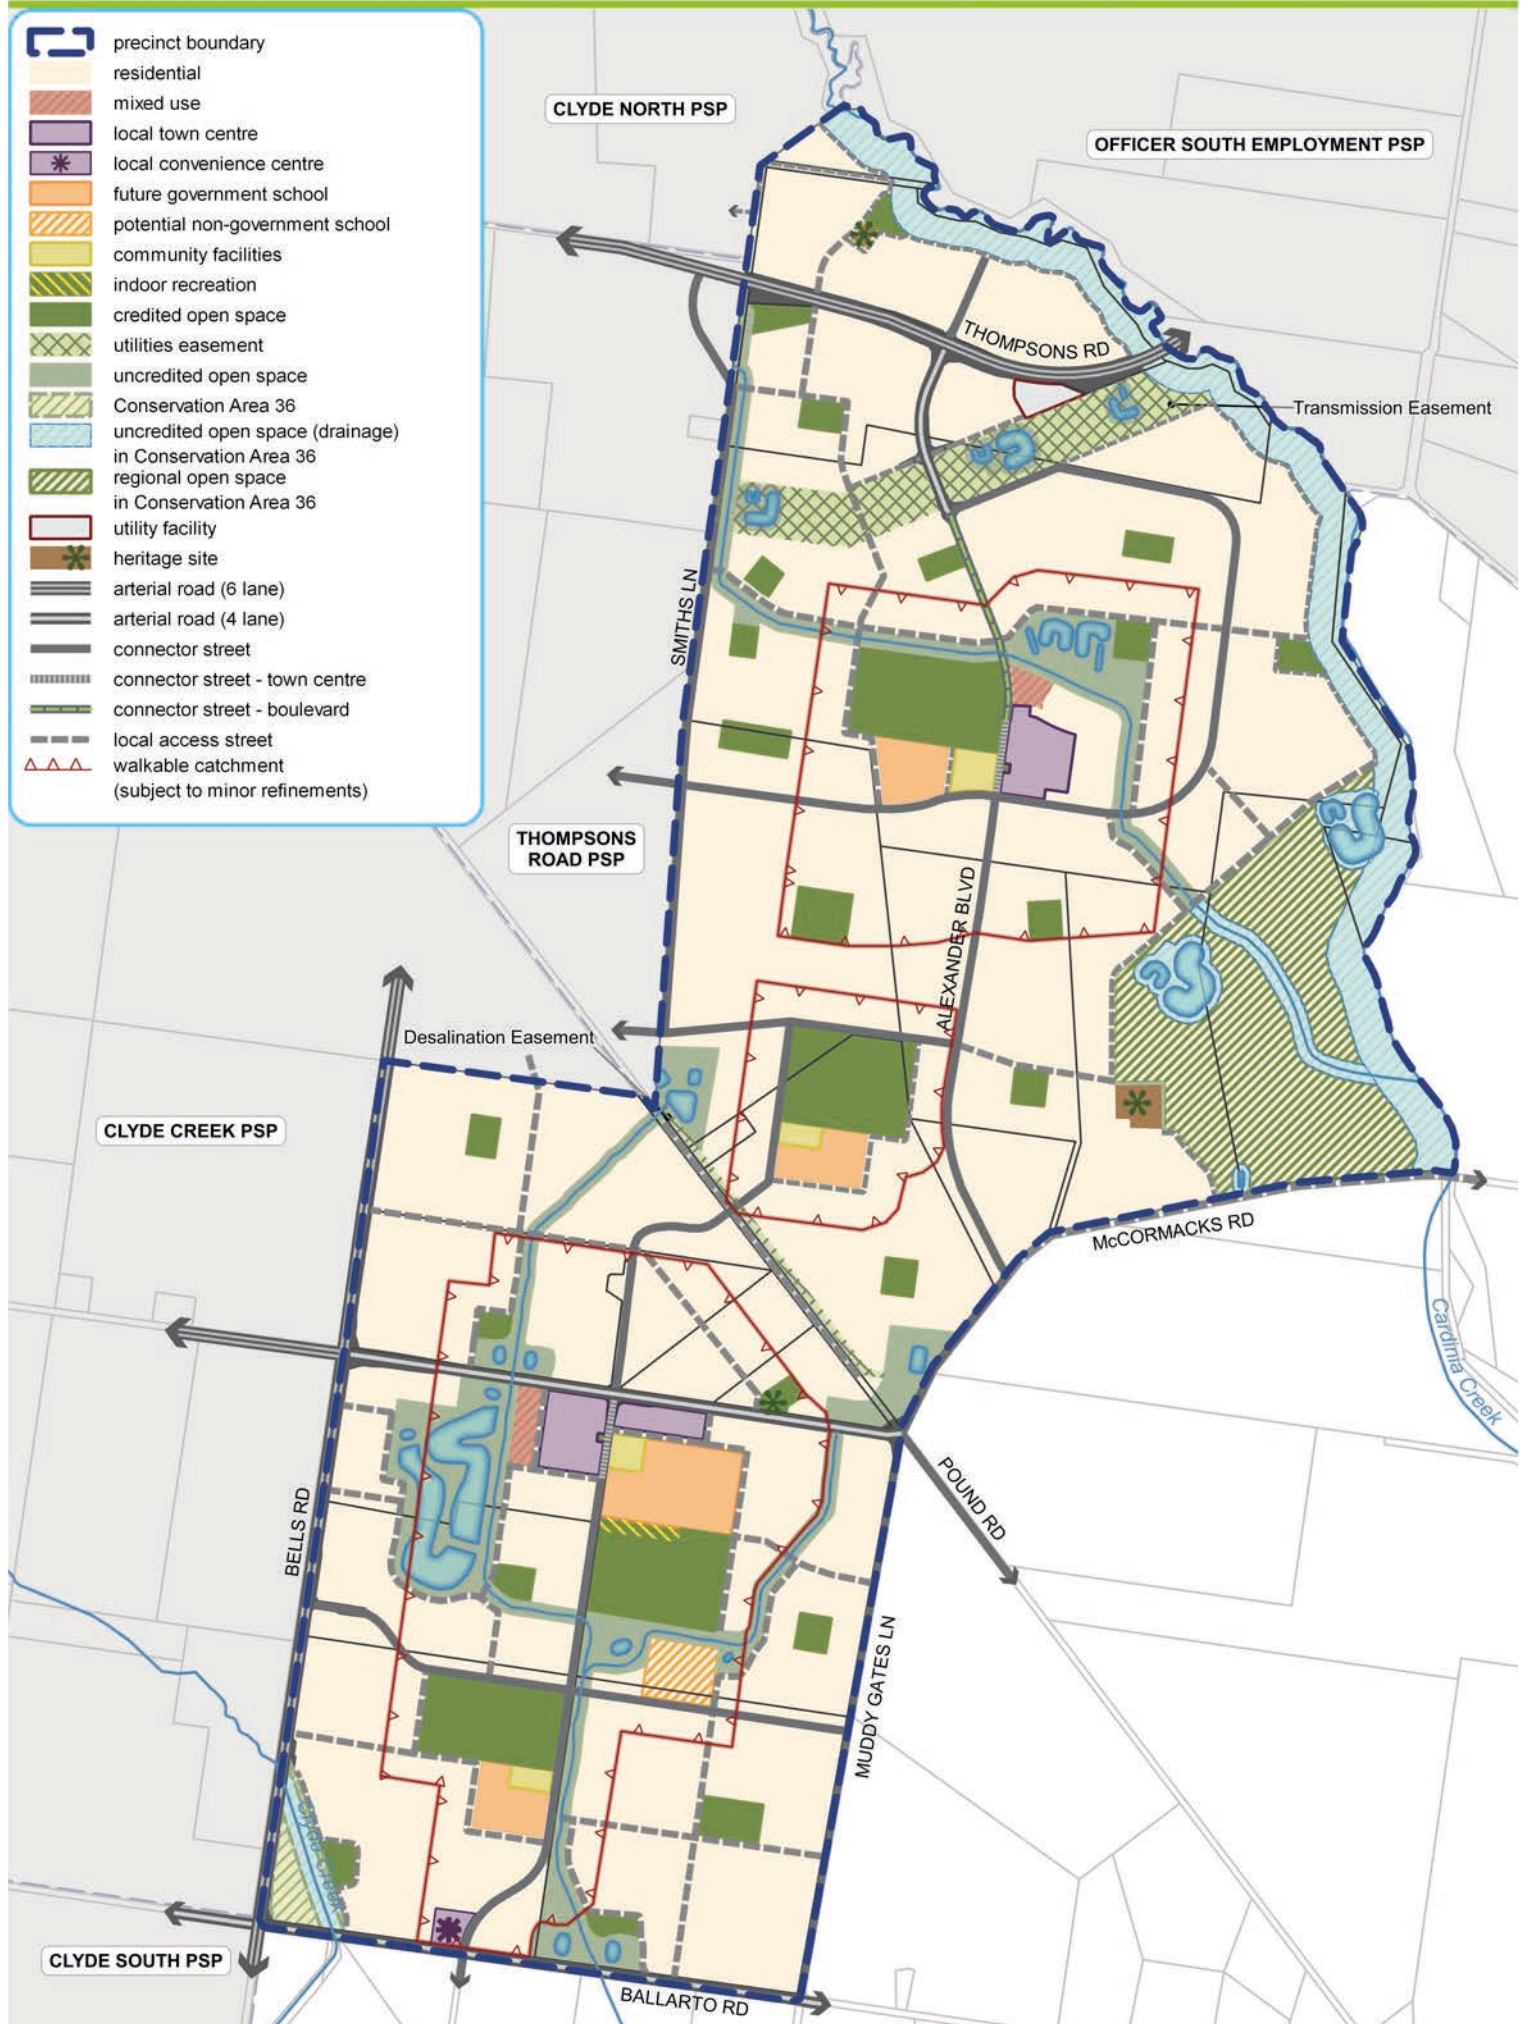 precinct boundary
residential
mixed use
local town centre
local convenience centre
future government school
potential non-government school
community facilities
indoor recreation
credited open space
utilities easement
uncredited open space
Conservation Area 36
uncredited open space (drainage)
in Conservation Area 36
regional open space
in Conservation Area 36
utility facility
heritage site
arterial road (6 lane)
arterial road (4 lane)
connector street
connector street - town centre
connector street - boulevard
local access street
walkable catchment
(subject to minor refinements)
CLYDE NORTH PSP
OFFICER SOUTH EMPLOYMENT PSP
THOMPSONS RD
Transmission Easement
SMITHS LN
THOMPSONS
ROAD PSP
ALEXANDER BLVD
Desalination Easement
CLYDE CREEK PSP
McCORMACKS RD
Cardinia Creek
POUND RD
BELLS RD
MUDDY GATES LN
Clyde Creek
CLYDE SOUTH PSP
BALLARTO RD